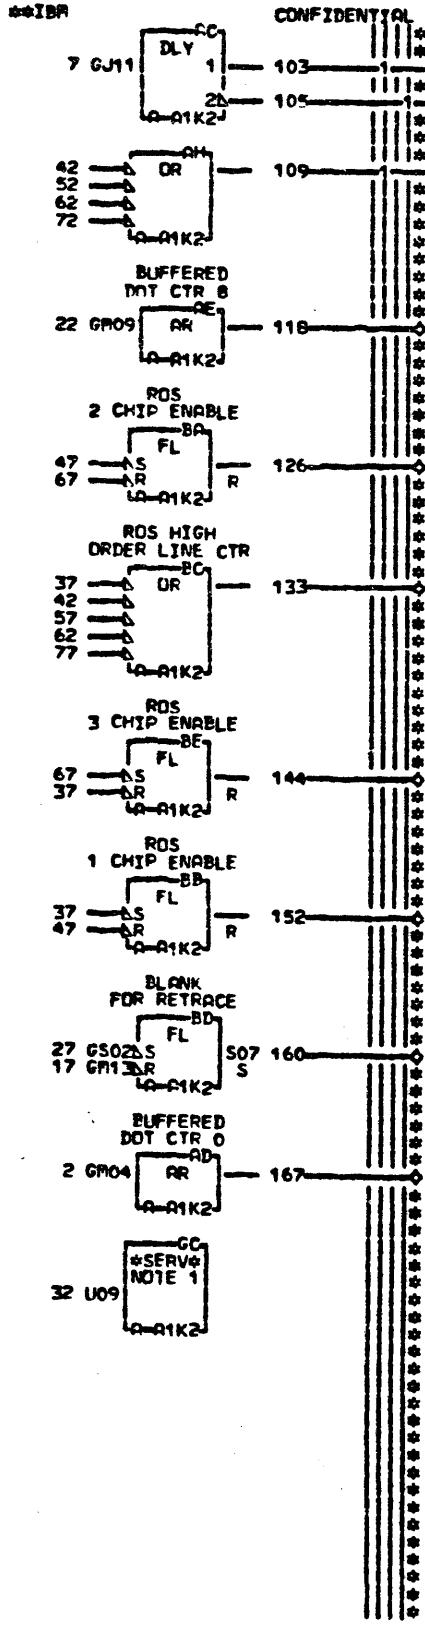 **IBM CONFIDENTIAL
AC
DLY
7 GJ11 1 103 1
2 105 1
A A1K2
AH
42 OR 109 1
52
62
72
A A1K2
BUFFERED
DOT CTR 8
AE
22 GM09 AR 118
A A1K2
ROS
2 CHIP ENABLE
BA
FL
47 S 126
67 R R
A A1K2
ROS HIGH
ORDER LINE CTR
BC
37 OR 133
42
57
62
77
A A1K2
ROS
3 CHIP ENABLE
BE
FL
67 S 144
37 R R
A A1K2
ROS
1 CHIP ENABLE
BB
FL
37 S 152
47 R R
A A1K2
BLANK
FOR RETRACE
BD
FL
27 GS02 S S07 160
17 GM13 R S
A A1K2
BUFFERED
DOT CTR 0
AD
2 GM04 AR 167
A A1K2
GC
*SERV*
NOTE 1
32 U09
A A1K2